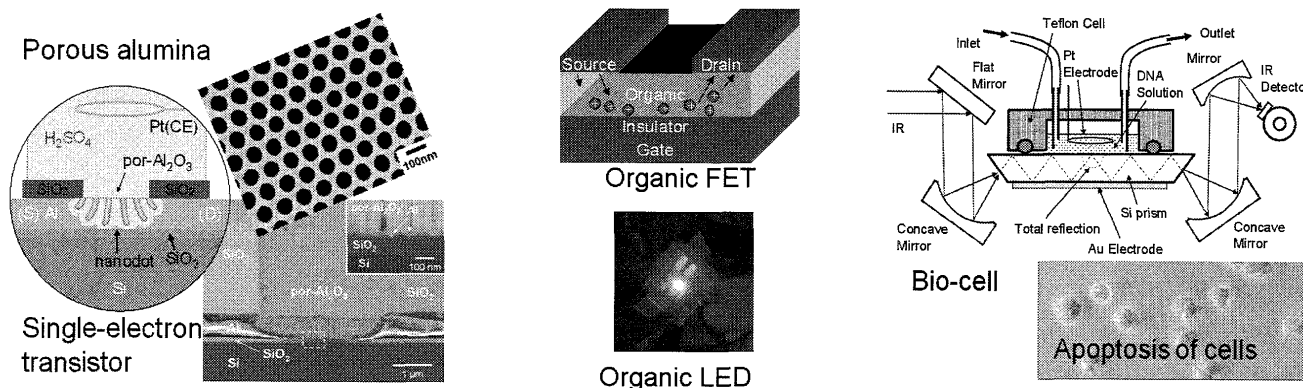 Porous alumina
Pt(CE)
H₂SO₄
por-Al₂O₃
SiO₂
SiO₂
(S) Al
(D)
nanodot
SiO₂
Si
Single-electron
transistor
100nm
SiO₂
Si
100 nm
por-Al₂O₃
SiO₂
SiO₂
Si
1 μm
Source
Drain
Organic
Insulator
Gate
Organic FET
Organic LED
Teflon Cell
Inlet
Outlet
Flat
Mirror
Pt
Electrode
DNA
Solution
Mirror
IR
Detecto
IR
Concave
Mirror
Total reflection
Si prism
Au Electrode
Concave
Mirror
Bio-cell
Apoptosis of cells